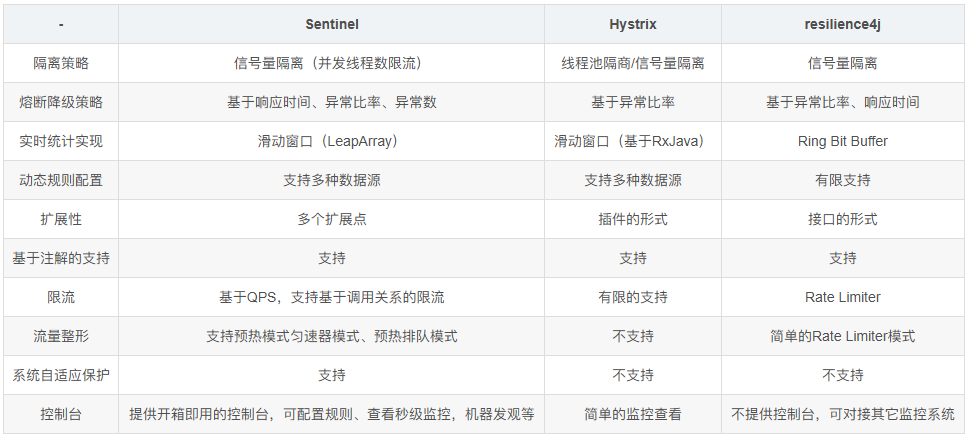 - Sentinel Hystrix resilience4j
隔离策略 信号量隔离（并发线程数限流） 线程池隔商/信号量隔离 信号量隔离
熔断降级策略 基于响应时间、异常比率、异常数 基于异常比率 基于异常比率、响应时间
实时统计实现 滑动窗口（LeapArray） 滑动窗口（基于RxJava） Ring Bit Buffer
动态规则配置 支持多种数据源 支持多种数据源 有限支持
扩展性 多个扩展点 插件的形式 接口的形式
基于注解的支持 支持 支持 支持
限流 基于QPS，支持基于调用关系的限流 有限的支持 Rate Limiter
流量整形 支持预热模式匀速器模式、预热排队模式 不支持 简单的Rate Limiter模式
系统自适应保护 支持 不支持 不支持
控制台 提供开箱即用的控制台，可配置规则、查看秒级监控，机器发观等 简单的监控查看 不提供控制台，可对接其它监控系统